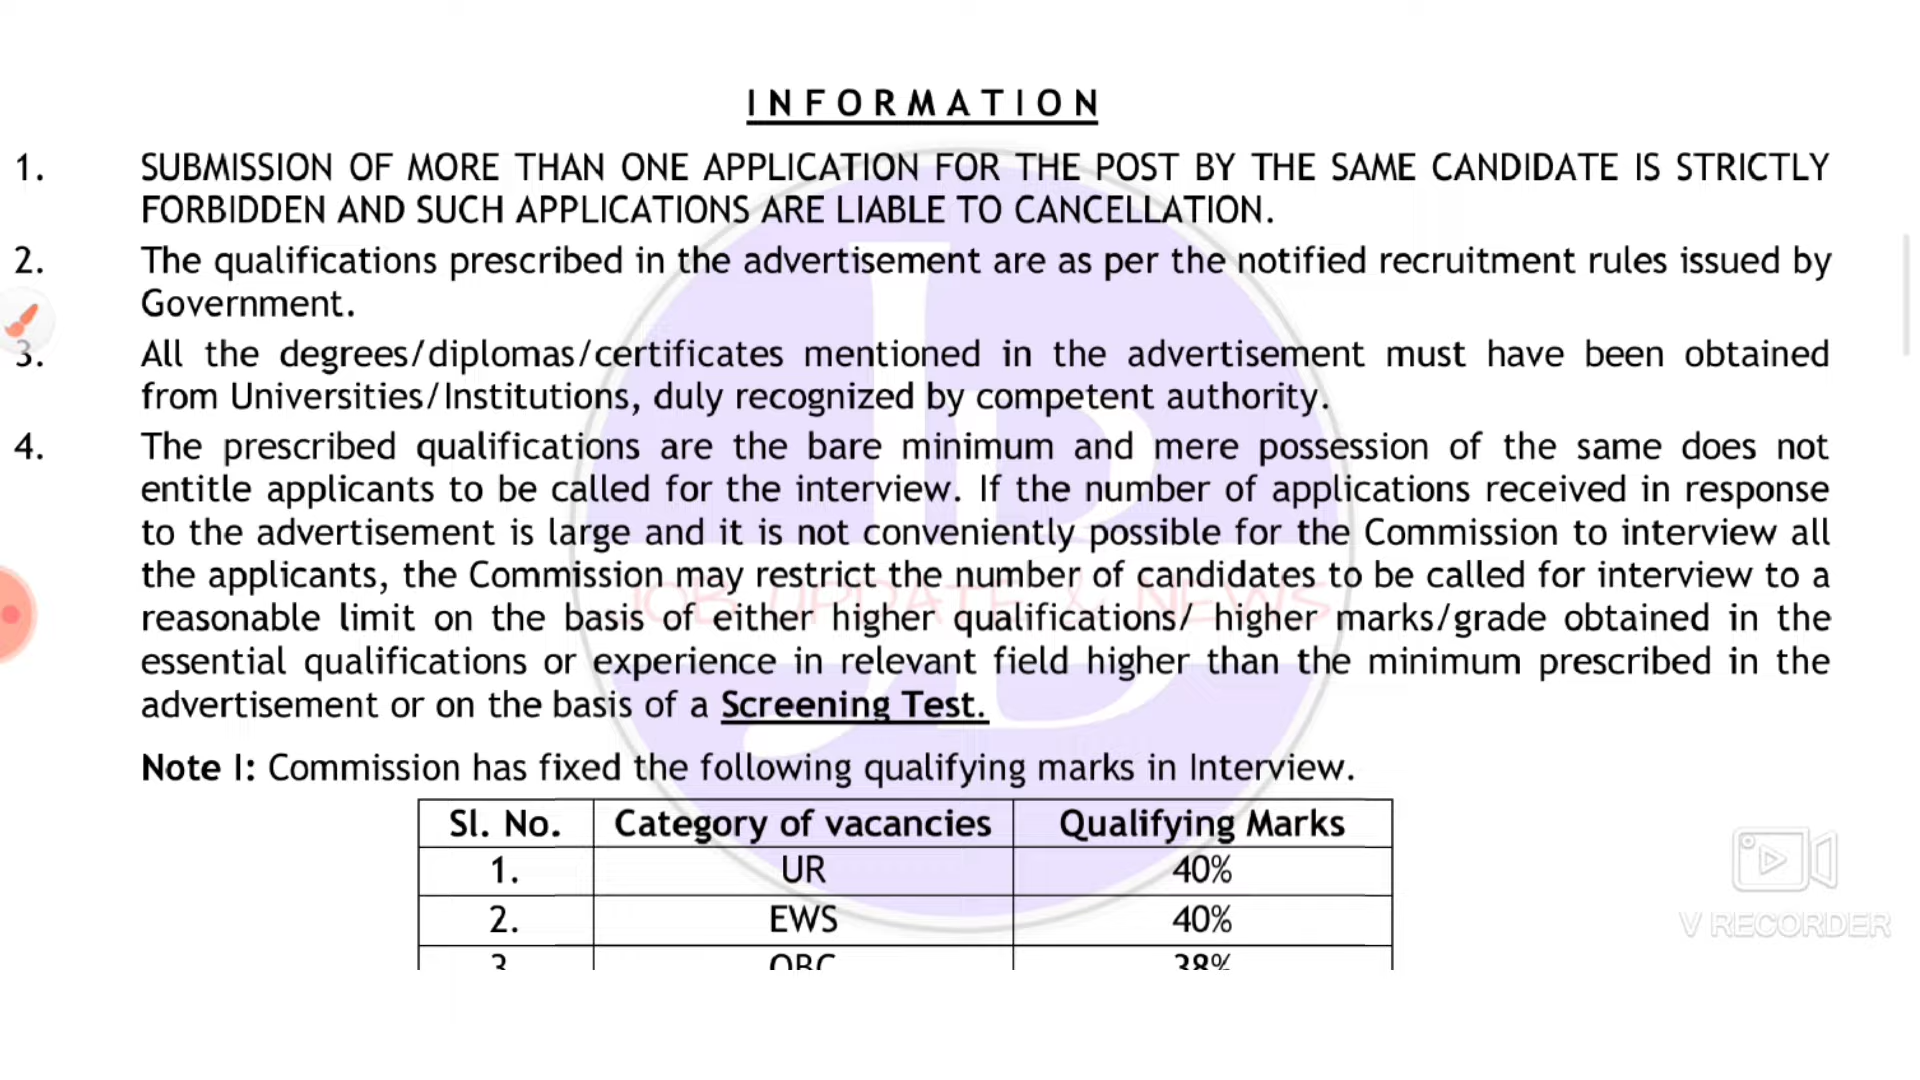 INFORMATION
1. SUBMISSION OF MORE THAN ONE APPLICATION FOR THE POST BY THE SAME CANDIDATE IS STRICTLY
FORBIDDEN AND SUCH APPLICATIONS ARE LIABLE TO CANCELLATION.
2. The qualifications prescribed in the advertisement are as per the notified recruitment rules issued by
Government.
3. All the degrees/diplomas/certificates mentioned in the advertisement must have been obtained
from Universities/Institutions, duly recognized by competent authority.
4. The prescribed qualifications are the bare minimum and mere possession of the same does not
entitle applicants to be called for the interview. If the number of applications received in response
to the advertisement is large and it is not conveniently possible for the Commission to interview all
the applicants, the Commission may restrict the number of candidates to be called for interview to a
JOB UPDATE & NEWS
reasonable limit on the basis of either higher qualifications/ higher marks/grade obtained in the
essential qualifications or experience in relevant field higher than the minimum prescribed in the
advertisement or on the basis of a Screening Test.
Note I: Commission has fixed the following qualifying marks in Interview.
Sl. No. Category of vacancies Qualifying Marks
1. UR 40%
2. EWS 40%
3 OBC 38%
V RECORDER